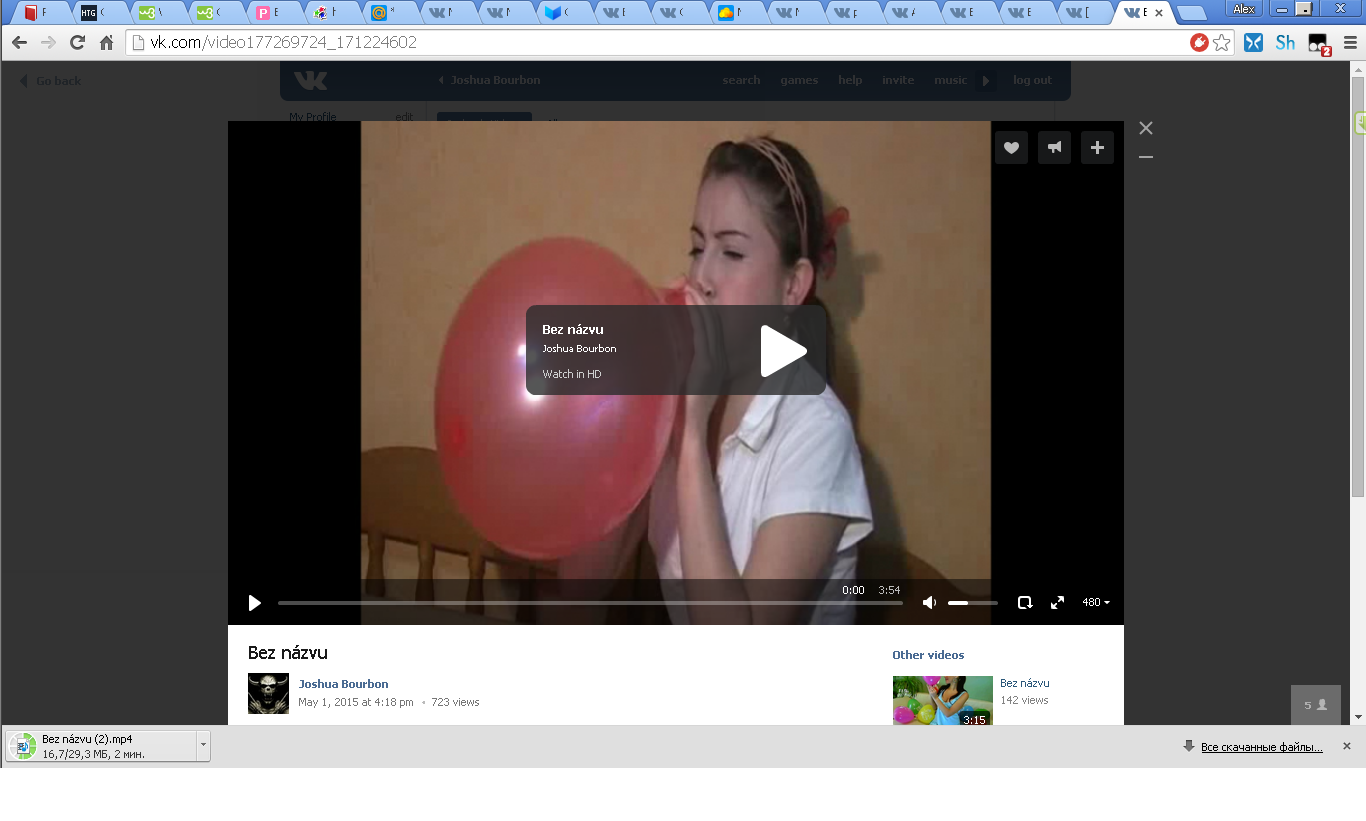 F
HTG C
V
C
P E
H
@ *
N
N
C
E
C
N
N
p
A
E
E
[
E
Alex
vk.com/video177269724_171224602
Sh
2
Go back
Joshua Bourbon
search games help invite music log out
My Profile edit
Bez názvu
Joshua Bourbon
Watch in HD
0:00 3:54
480
Bez názvu
Joshua Bourbon
May 1, 2015 at 4:18 pm • 723 views
Other videos
Bez názvu
142 views
3:15
5
Bez názvu (2).mp4
16,7/29,3 МБ, 2 мин.
Все скачанные файлы...